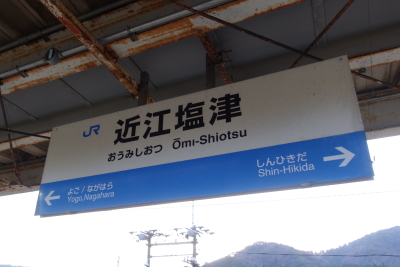 JR 近江塩津
おうみしおつ Ōmi-Shiotsu
← よご / ながはら
Yogo,Nagahara
しんひきだ →
Shin-Hikida